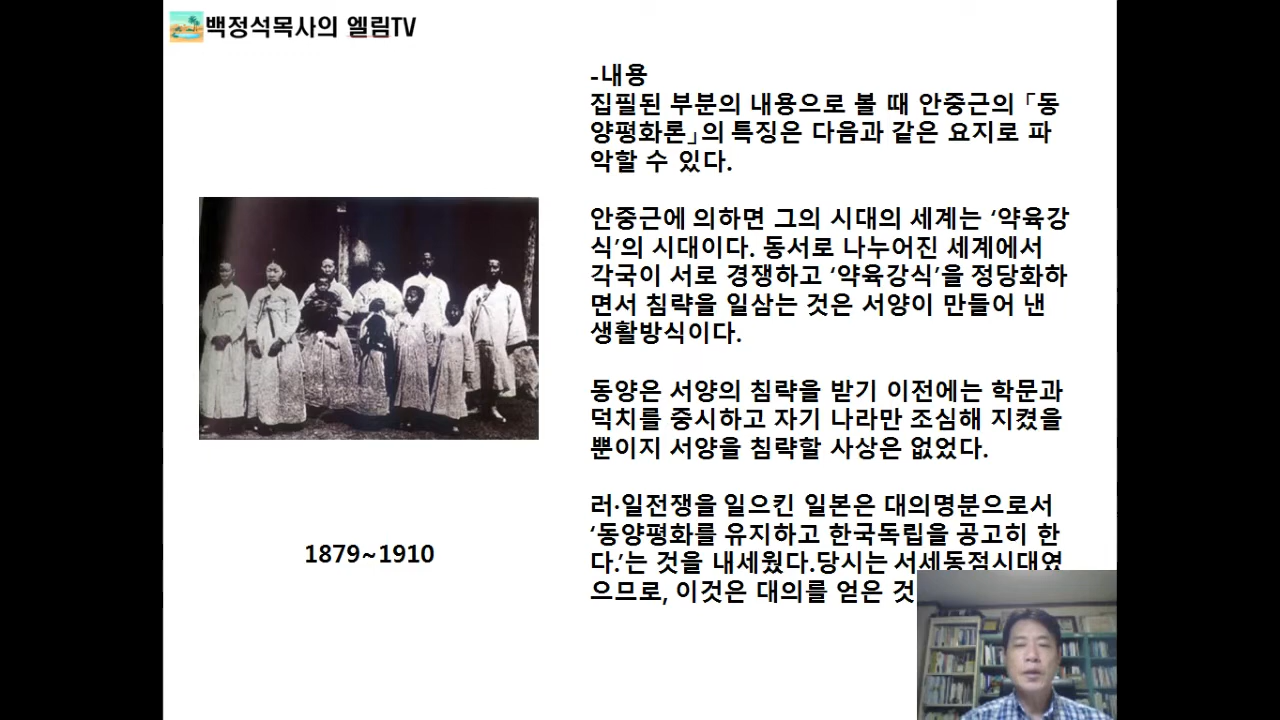 백정석목사의 엘림TV
-내용
집필된 부분의 내용으로 볼 때 안중근의 「동
양평화론」의 특징은 다음과 같은 요지로 파
악할 수 있다.
안중근에 의하면 그의 시대의 세계는 ‘약육강
식’의 시대이다. 동서로 나누어진 세계에서
각국이 서로 경쟁하고 ‘약육강식’을 정당화하
면서 침략을 일삼는 것은 서양이 만들어 낸
생활방식이다.
동양은 서양의 침략을 받기 이전에는 학문과
덕치를 중시하고 자기 나라만 조심해 지켰을
뿐이지 서양을 침략할 사상은 없었다.
러·일전쟁을 일으킨 일본은 대의명분으로서
‘동양평화를 유지하고 한국독립을 공고히 한
다.’는 것을 내세웠다.당시는 서세동점시대였
으므로, 이것은 대의를 얻은 것
1879~1910